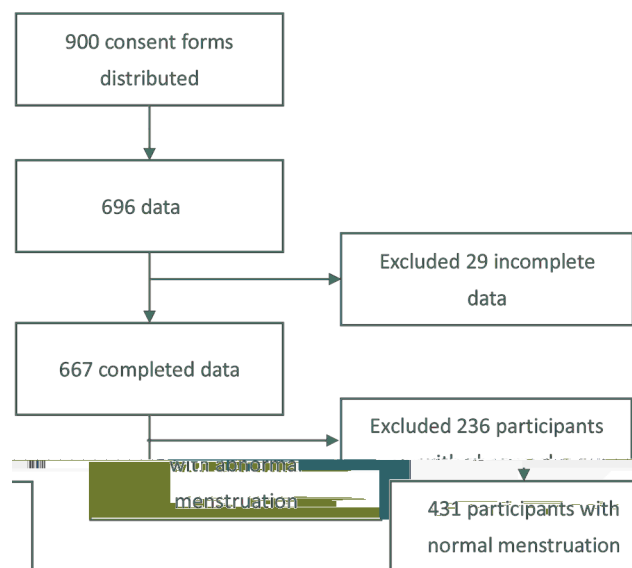 900 consent forms
distributed
696 data
Excluded 29 incomplete
data
667 completed data
Excluded 236 participants
menstruation
431 participants with
normal menstruation